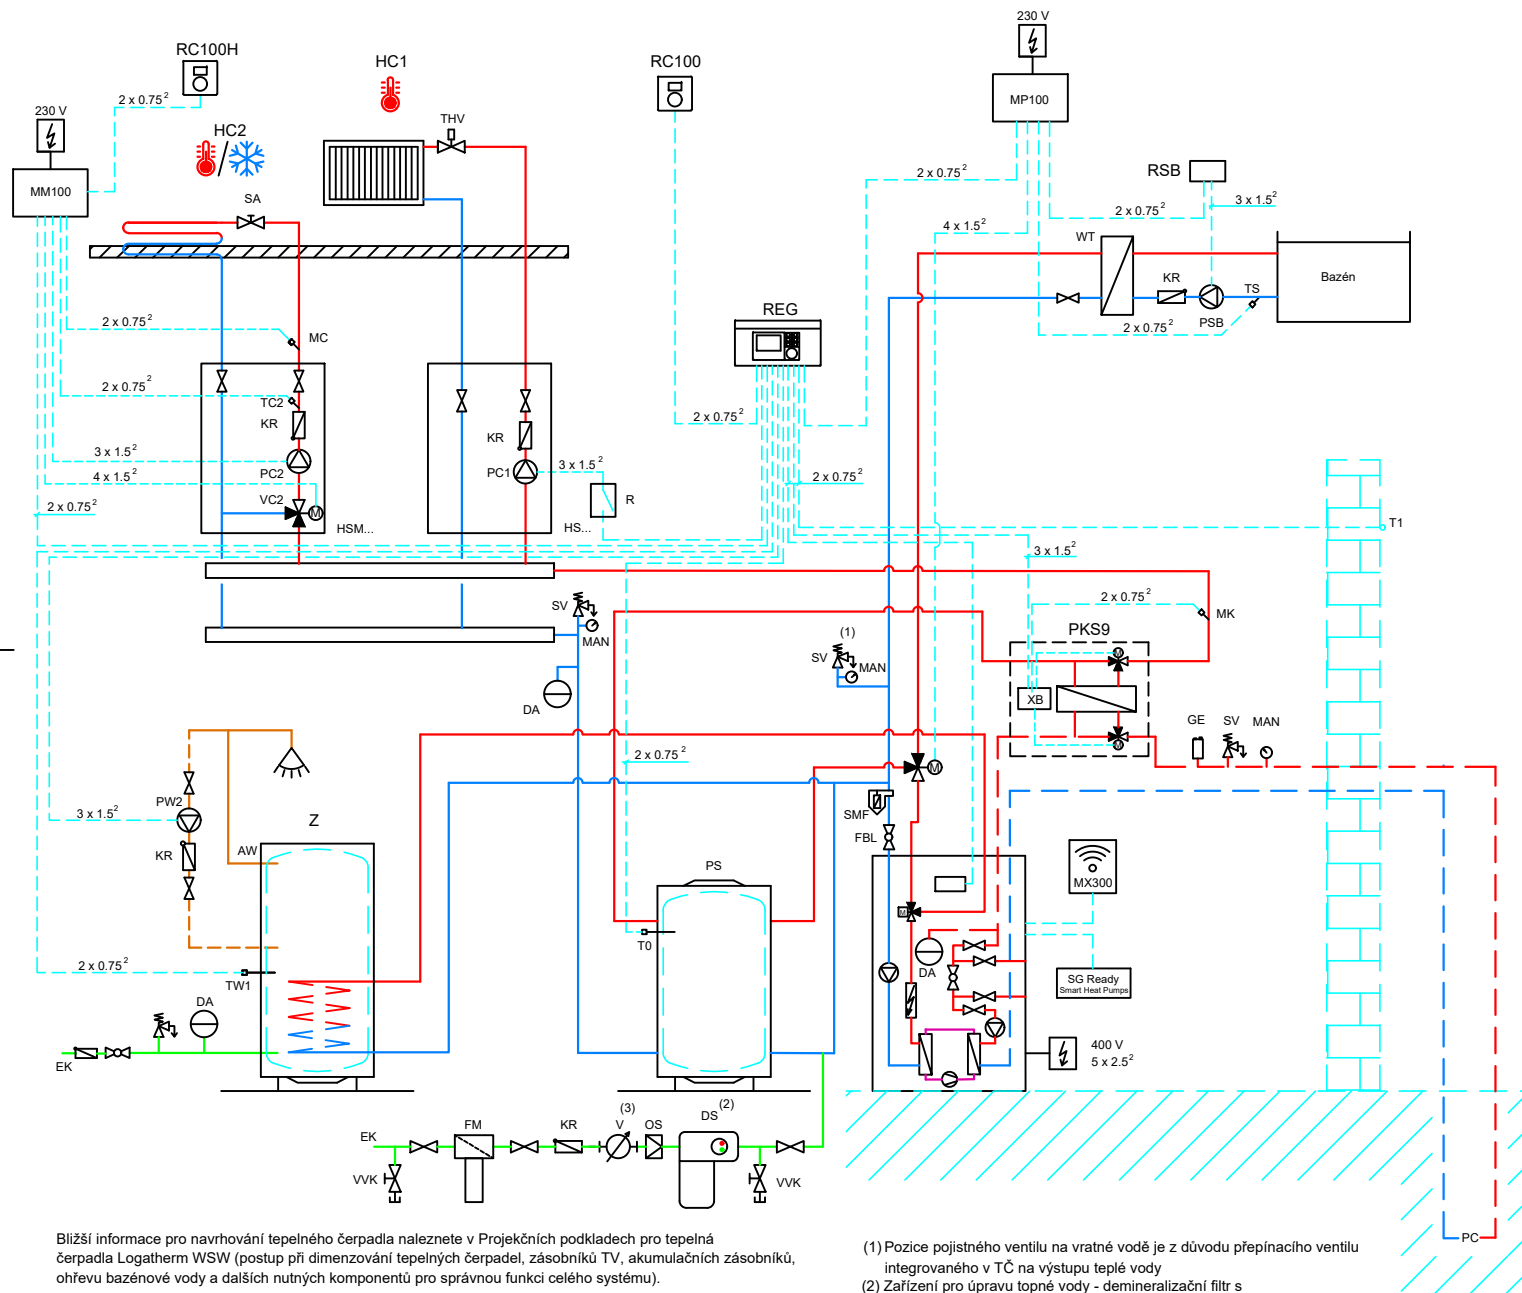 230 V
RC100H
HC1
RC100
MP100
2 x 0.75²
230 V
HC2
THV
MM100
SA
2 x 0.75²
RSB
2 x 0.75²
3 x 1.5²
4 x 1.5²
WT
KR
TS
Bazén
PSB
2 x 0.75²
REG
2 x 0.75²
MC
2 x 0.75²
TC2
KR
KR
2 x 0.75²
3 x 1.5²
PC2
PC1
3 x 1.5²
4 x 1.5²
VC2
M
R
2 x 0.75²
2 x 0.75²
HSM...
HS...
T1
3 x 1.5²
2 x 0.75²
MK
SV
MAN
(1)
SV
MAN
PKS9
M
XB
M
DA
GE
SV
MAN
2 x 0.75²
M
PW2
3 x 1.5²
Z
SMF
FBL
KR
AW
PS
MX300
M
T0
DA
2 x 0.75²
TW1
SG Ready
Smart Heat Pumps
DA
EK
400 V
5 x 2.5²
EK
FM
KR
(3)
V
OS
DS
(2)
VVK
VVK
PC
Bližší informace pro navrhování tepelného čerpadla naleznete v Projekčních podkladech pro tepelná
čerpadla Logatherm WSW (postup při dimenzování tepelných čerpadel, zásobníků TV, akumulačních zásobníků,
ohřevu bazénové vody a dalších nutných komponentů pro správnou funkci celého systému).
(1) Pozice pojistného ventilu na vratné vodě je z důvodu přepínacího ventilu
integrovaného v TČ na výstupu teplé vody
(2) Zařízení pro úpravu topné vody - demineralizační filtr s